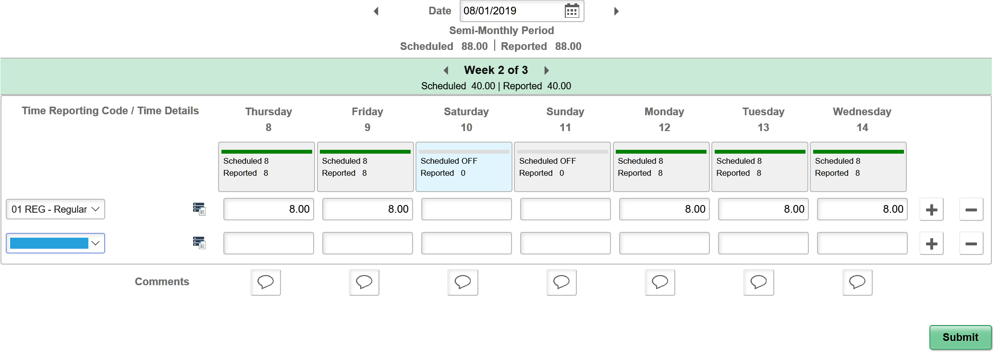 Date 08/01/2019
Semi-Monthly Period
Scheduled 88.00 | Reported 88.00
Week 2 of 3
Scheduled 40.00 | Reported 40.00
Time Reporting Code / Time Details Thursday Friday Saturday Sunday Monday Tuesday Wednesday
8 9 10 11 12 13 14
Scheduled 8 Scheduled 8 Scheduled OFF Scheduled OFF Scheduled 8 Scheduled 8 Scheduled 8
Reported 8 Reported 8 Reported 0 Reported 0 Reported 8 Reported 8 Reported 8
01 REG - Regular 8.00 8.00 8.00 8.00 8.00
Comments
Submit